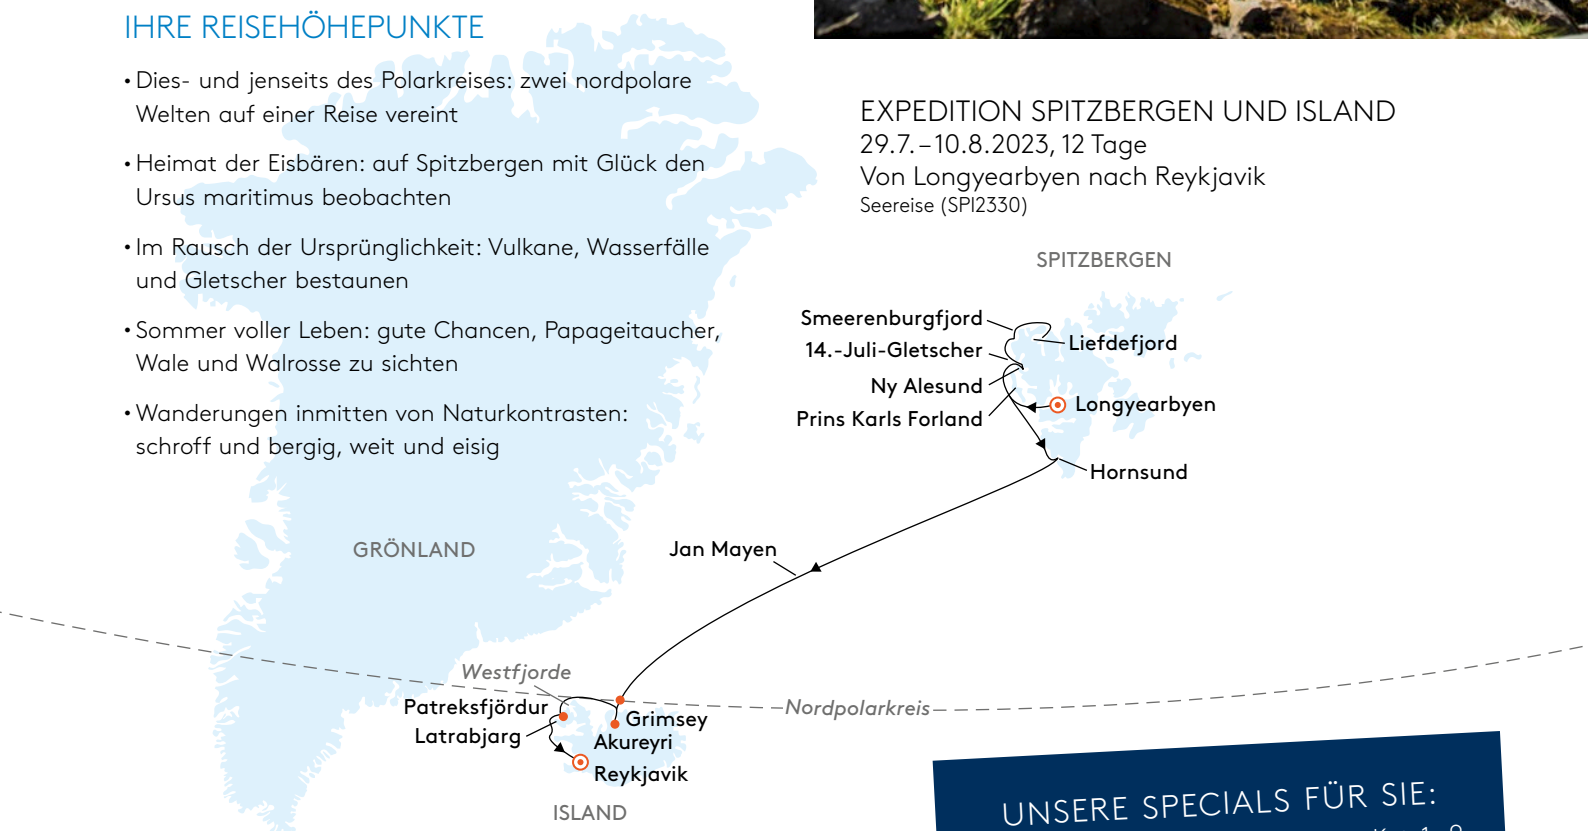 IHRE REISEHÖHEPUNKTE
• Dies- und jenseits des Polarkreises: zwei nordpolare
Welten auf einer Reise vereint
• Heimat der Eisbären: auf Spitzbergen mit Glück den
Ursus maritimus beobachten
• Im Rausch der Ursprünglichkeit: Vulkane, Wasserfälle
und Gletscher bestaunen
• Sommer voller Leben: gute Chancen, Papageitaucher,
Wale und Walrosse zu sichten
• Wanderungen inmitten von Naturkontrasten:
schroff und bergig, weit und eisig
EXPEDITION SPITZBERGEN UND ISLAND
29.7.–10.8.2023, 12 Tage
Von Longyearbyen nach Reykjavik
Seereise (SPI2330)
SPITZBERGEN
Smeerenburgfjord
Liefdefjord
14.-Juli-Gletscher
Ny Alesund
Longyearbyen
Prins Karls Forland
Hornsund
GRÖNLAND
Jan Mayen
Westfjorde
Patreksfjördur
Nordpolarkreis
Grimsey
Latrabjarg
Akureyri
Reykjavik
ISLAND
UNSERE SPECIALS FÜR SIE: